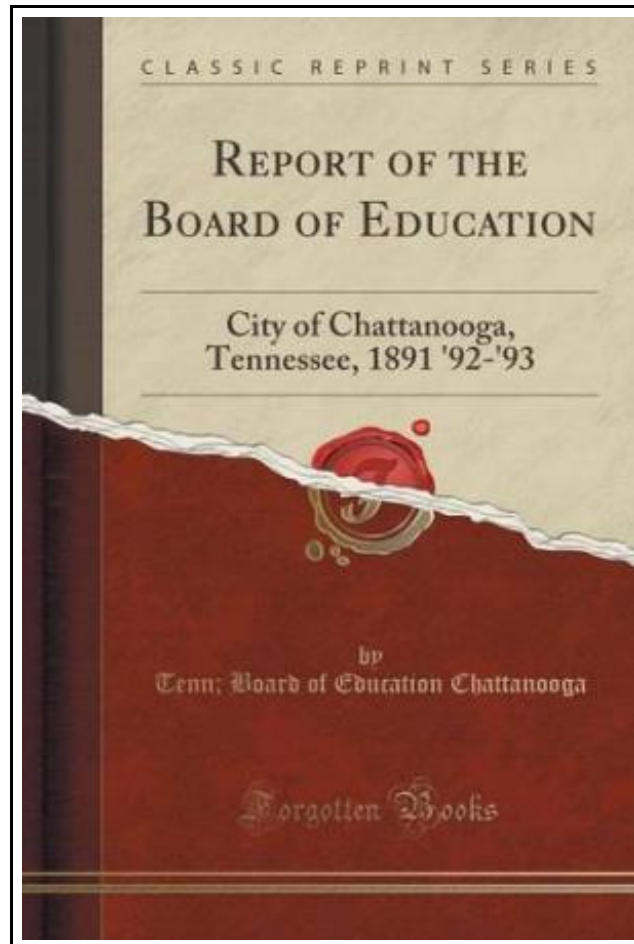 CLASSIC REPRINT SERIES
REPORT OF THE
BOARD OF EDUCATION
City of Chattanooga,
Tennessee, 1891 '92-'93
by
Tenn; Board of Education Chattanooga
Forgotten Books